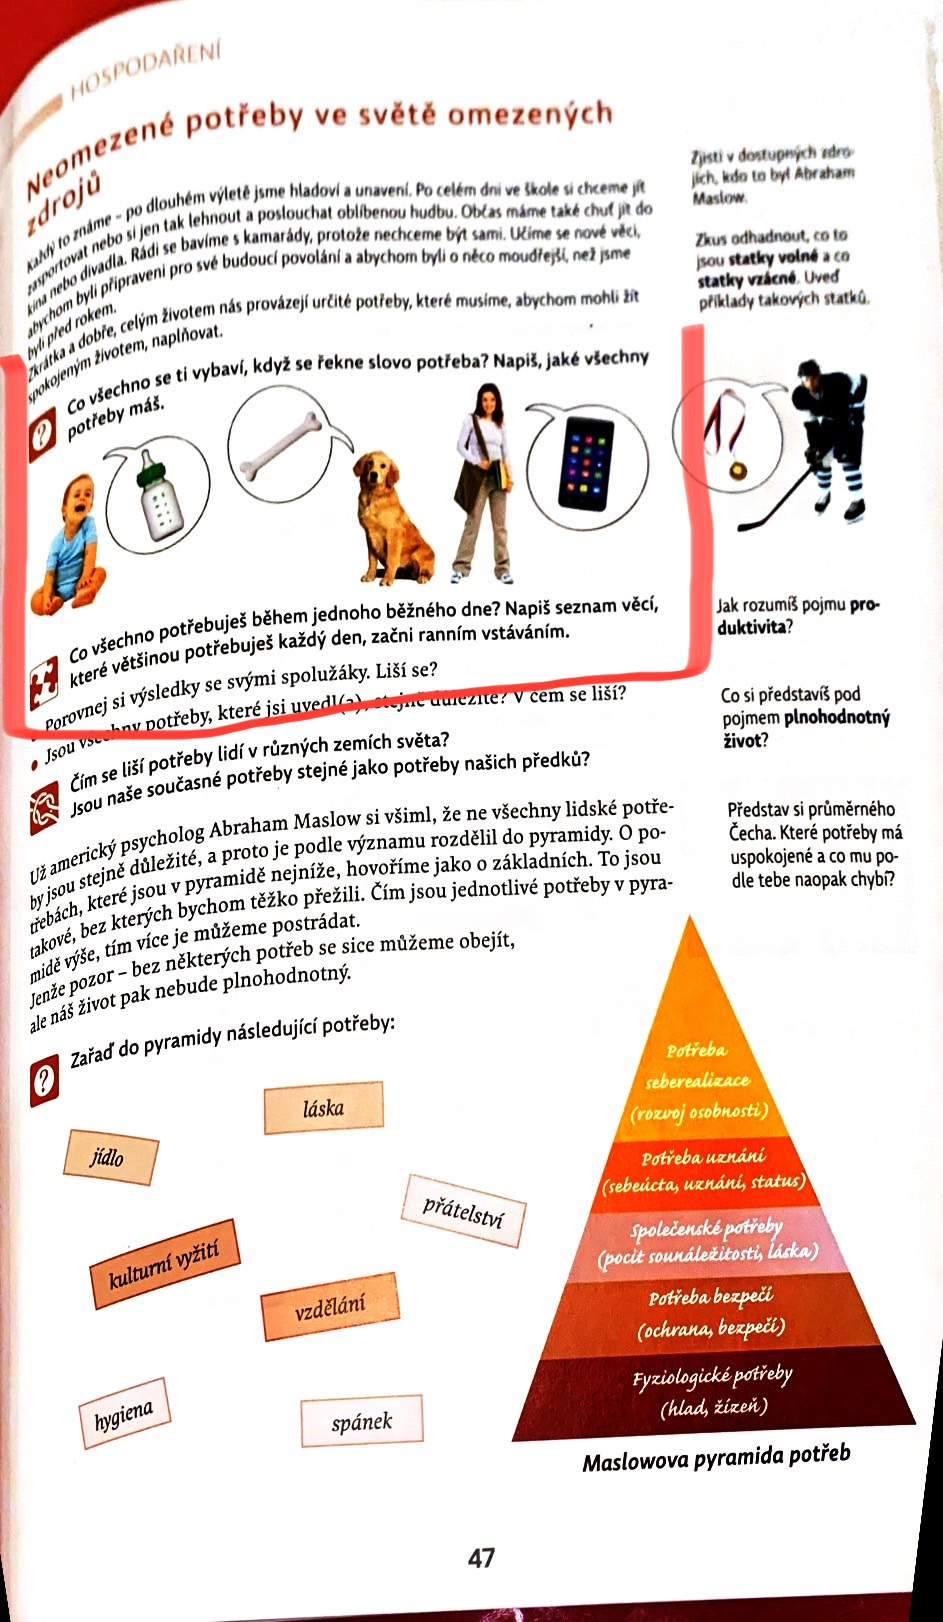 HOSPODAŘENÍ
Neomezené potřeby ve světě omezených
zdrojů
Každý to známe – po dlouhém výletě jsme hladoví a unavení. Po celém dni ve škole si chceme jít
zasportovat nebo si jen tak lehnout a poslouchat oblíbenou hudbu. Občas máme také chuť jít do
kina nebo divadla. Rádi se bavíme s kamarády, protože nechceme být sami. Učíme se nové věci,
abychom byli připraveni pro své budoucí povolání a abychom byli o něco moudřejší, než jsme
byli před rokem.
Zkrátka a dobře, celým životem nás provázejí určité potřeby, které musíme, abychom mohli žít
spokojeným životem, naplňovat.
? Co všechno se ti vybaví, když se řekne slovo potřeba? Napiš, jaké všechny
potřeby máš.
Co všechno potřebuješ během jednoho běžného dne? Napiš seznam věcí,
které většinou potřebuješ každý den, začni ranním vstáváním.
• Porovnej si výsledky se svými spolužáky. Liší se?
• Jsou všechny potřeby, které jsi uvedl(a), stejně důležité? V čem se liší?
Čím se liší potřeby lidí v různých zemích světa?
Jsou naše současné potřeby stejné jako potřeby našich předků?
Už americký psycholog Abraham Maslow si všiml, že ne všechny lidské potře-
by jsou stejně důležité, a proto je podle významu rozdělil do pyramidy. O po-
třebách, které jsou v pyramidě nejníže, hovoříme jako o základních. To jsou
takové, bez kterých bychom těžko přežili. Čím jsou jednotlivé potřeby v pyra-
midě výše, tím více je můžeme postrádat.
Jenže pozor – bez některých potřeb se sice můžeme obejít,
ale náš život pak nebude plnohodnotný.
? Zařaď do pyramidy následující potřeby:
láska
jídlo
přátelství
kulturní vyžití
vzdělání
hygiena
spánek
Zjisti v dostupných zdro-
jích, kdo to byl Abraham
Maslow.
Zkus odhadnout, co to
jsou statky volné a co
statky vzácné. Uveď
příklady takových statků.
Jak rozumíš pojmu pro-
duktivita?
Co si představíš pod
pojmem plnohodnotný
život?
Představ si průměrného
Čecha. Které potřeby má
uspokojené a co mu po-
dle tebe naopak chybí?
Potřeba
seberealizace
(rozvoj osobnosti)
Potřeba uznání
(sebeúcta, uznání, status)
Společenské potřeby
(pocit sounáležitosti, láska)
Potřeba bezpečí
(ochrana, bezpečí)
Fyziologické potřeby
(hlad, žízeň)
Maslowova pyramida potřeb
47